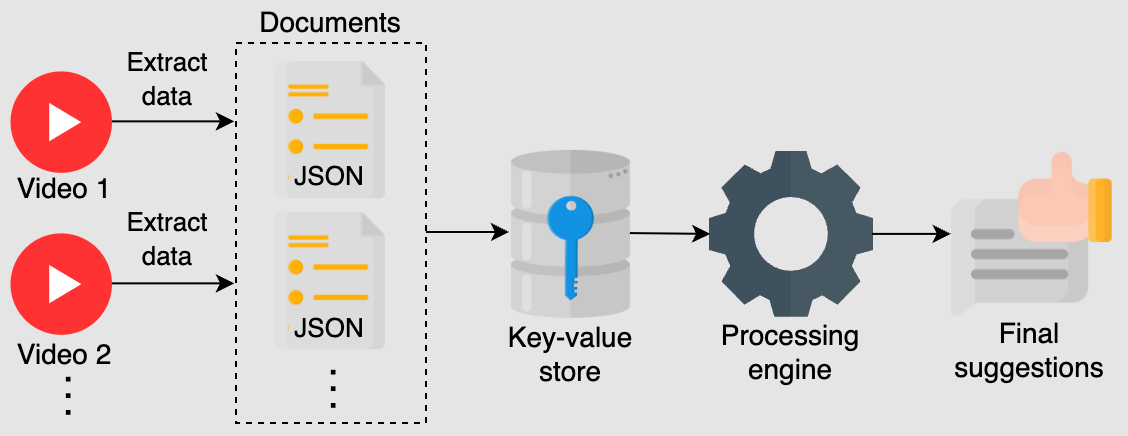 Documents
Extract
data
Video 1
JSON
Extract
data
Video 2
JSON
Key-value
store
Processing
engine
Final
suggestions